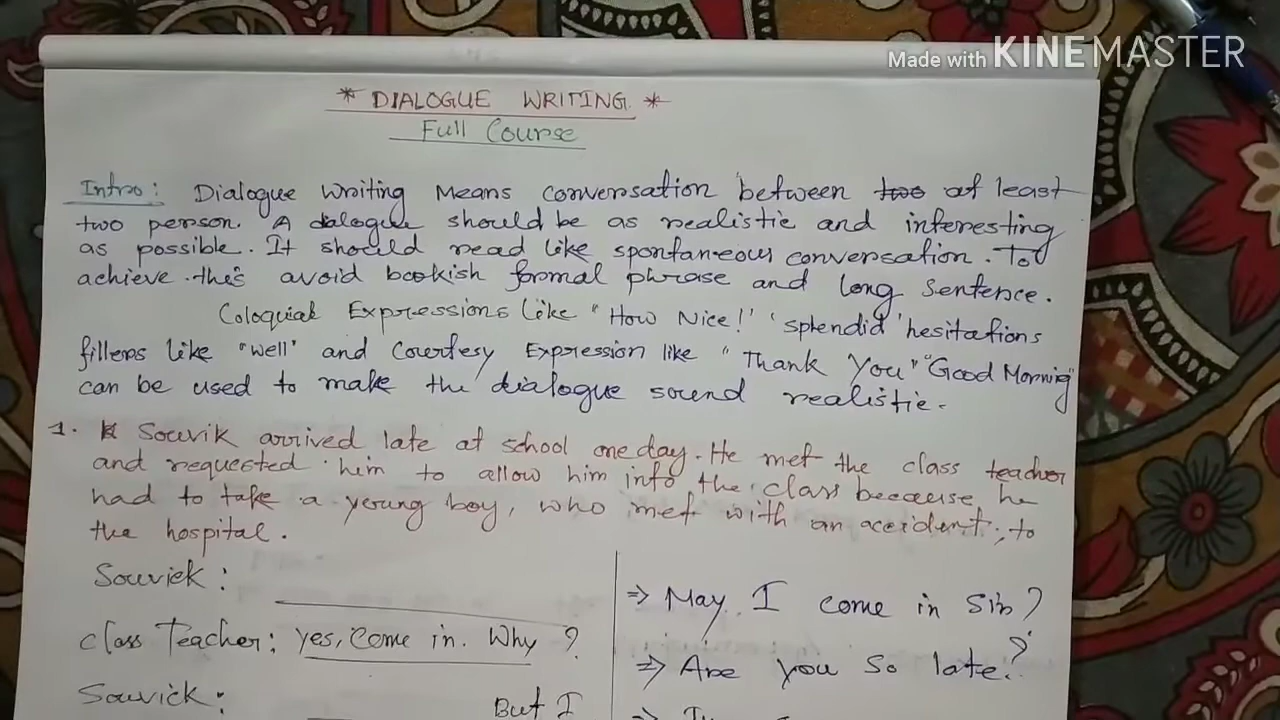 Made with KINEMASTER
* DIALOGUE WRITING *
Full Course
Intro: Dialogue Writing Means conversation between two at least
two person. A dalogue should be as realistic and interesting
as possible. It should read like spontaneous conversation. To
achieve this avoid bookish formal phrase and long sentence.
Coloquial Expressions like "How Nice!' 'splendid' hesitations
fillers like "well" and Courtesy Expression like "Thank You" "Good Mornig"
can be used to make the dialogue sound realistic.
1. Souvik arrived late at school one day. He met the class teacher
and requested him to allow him into the class because he
had to take a young boy, who met with an accident, to
the hospital.
Souvick:
⇒ May I come in Sir?
Class Teacher: yes, Come in. Why ?
⇒ Are you so late?
Souvick: But I